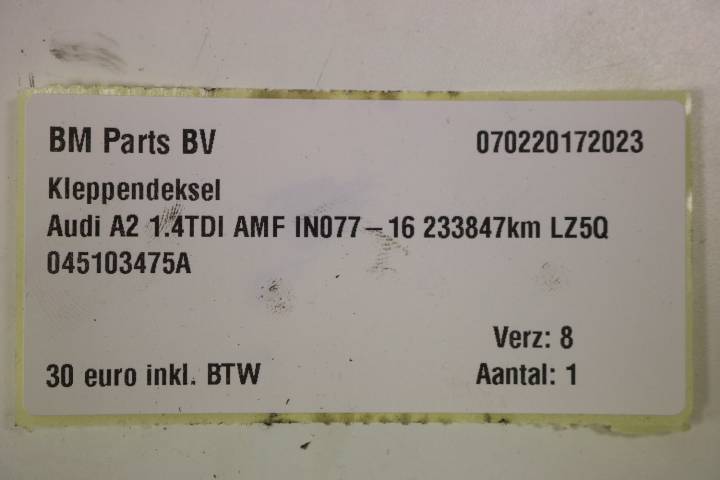 BM Parts BV 070220172023
Kleppendeksel
Audi A2 1.4TDI AMF IN077-16 233847km LZ5Q
045103475A
Verz: 8
30 euro inkl. BTW Aantal: 1